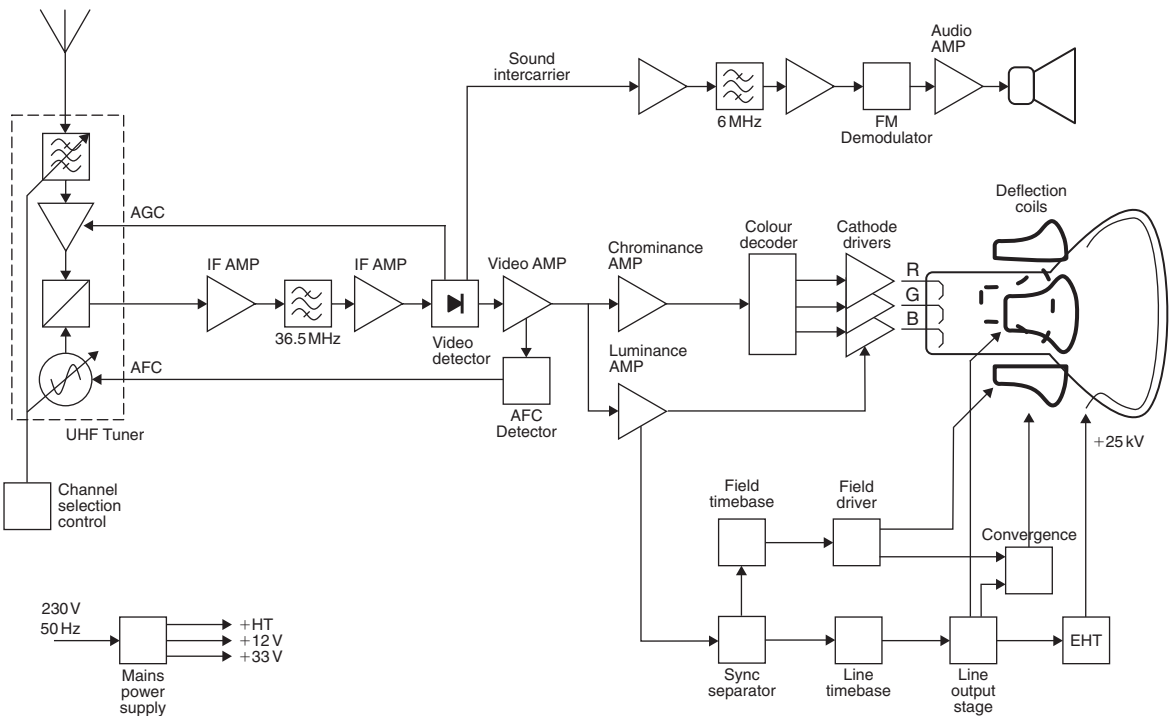 Sound
intercarrier
Audio
AMP
6 MHz
FM
Demodulator
AGC
IF AMP
36.5 MHz
IF AMP
Video
detector
Video AMP
Chrominance
AMP
Colour
decoder
Cathode
drivers
R
G
B
Deflection
coils
Luminance
AMP
AFC
AFC
Detector
UHF Tuner
+25 kV
Channel
selection
control
Field
timebase
Field
driver
Convergence
230 V
50 Hz
+HT
+12 V
+33 V
Mains
power
supply
Sync
separator
Line
timebase
Line
output
stage
EHT